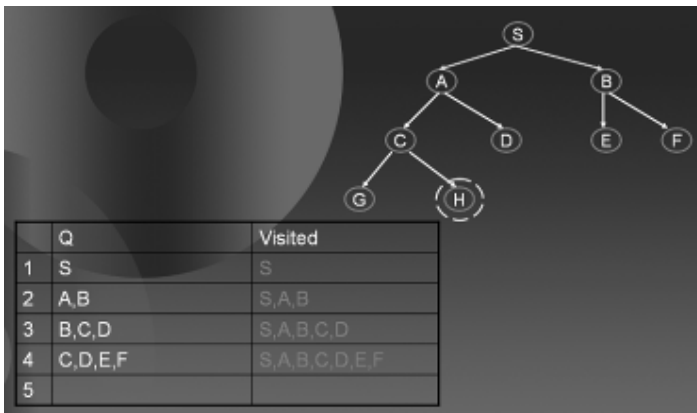 S
A B
C D E F
G H
Q Visited
1 S S
2 A,B S,A,B
3 B,C,D S,A,B,C,D
4 C,D,E,F S,A,B,C,D,E,F
5